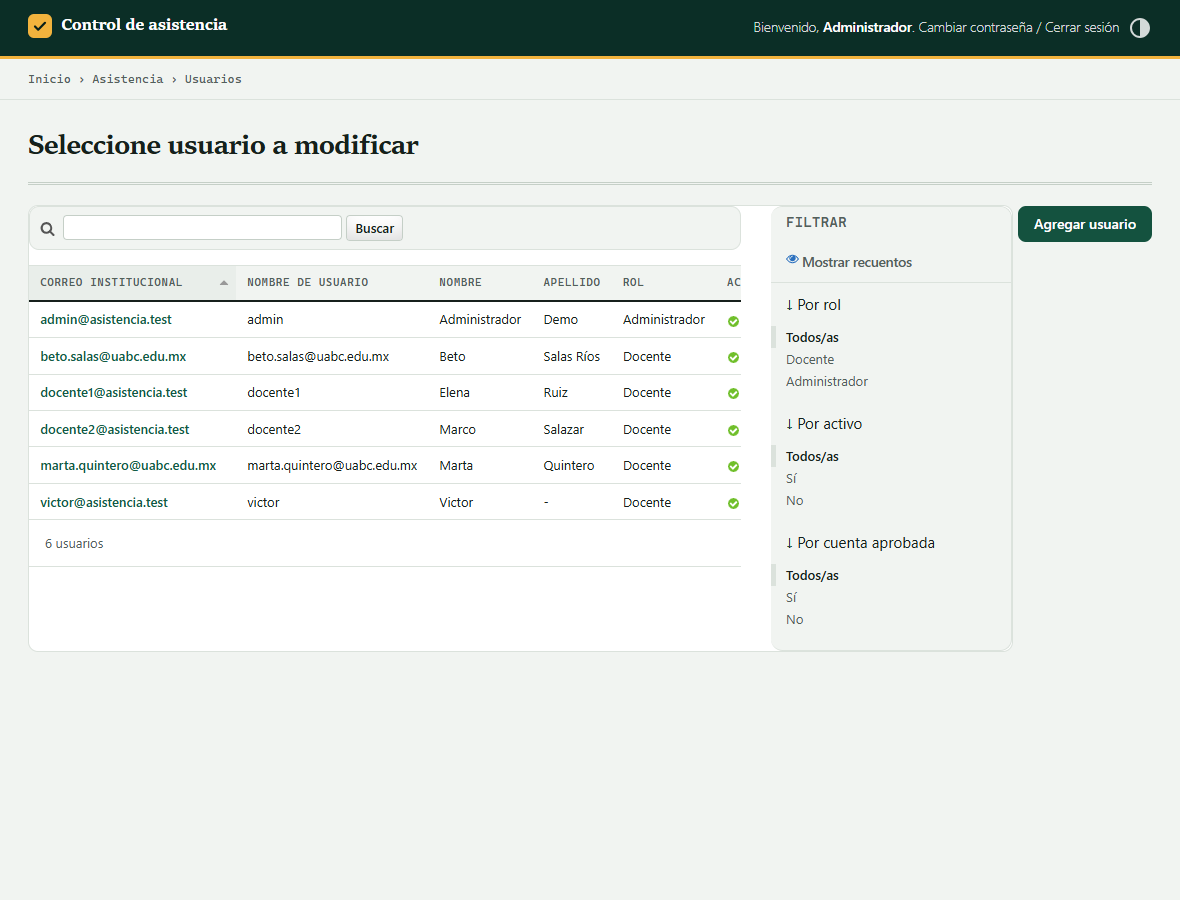 Control de asistencia
Bienvenido, Administrador. Cambiar contraseña / Cerrar sesión
Inicio › Asistencia › Usuarios
Seleccione usuario a modificar
Buscar
CORREO INSTITUCIONAL NOMBRE DE USUARIO NOMBRE APELLIDO ROL AC
admin@asistencia.test admin Administrador Demo Administrador
beto.salas@uabc.edu.mx beto.salas@uabc.edu.mx Beto Salas Ríos Docente
docente1@asistencia.test docente1 Elena Ruiz Docente
docente2@asistencia.test docente2 Marco Salazar Docente
marta.quintero@uabc.edu.mx marta.quintero@uabc.edu.mx Marta Quintero Docente
victor@asistencia.test victor Victor - Docente
6 usuarios
FILTRAR
Mostrar recuentos
↓ Por rol
Todos/as
Docente
Administrador
↓ Por activo
Todos/as
Sí
No
↓ Por cuenta aprobada
Todos/as
Sí
No
Agregar usuario